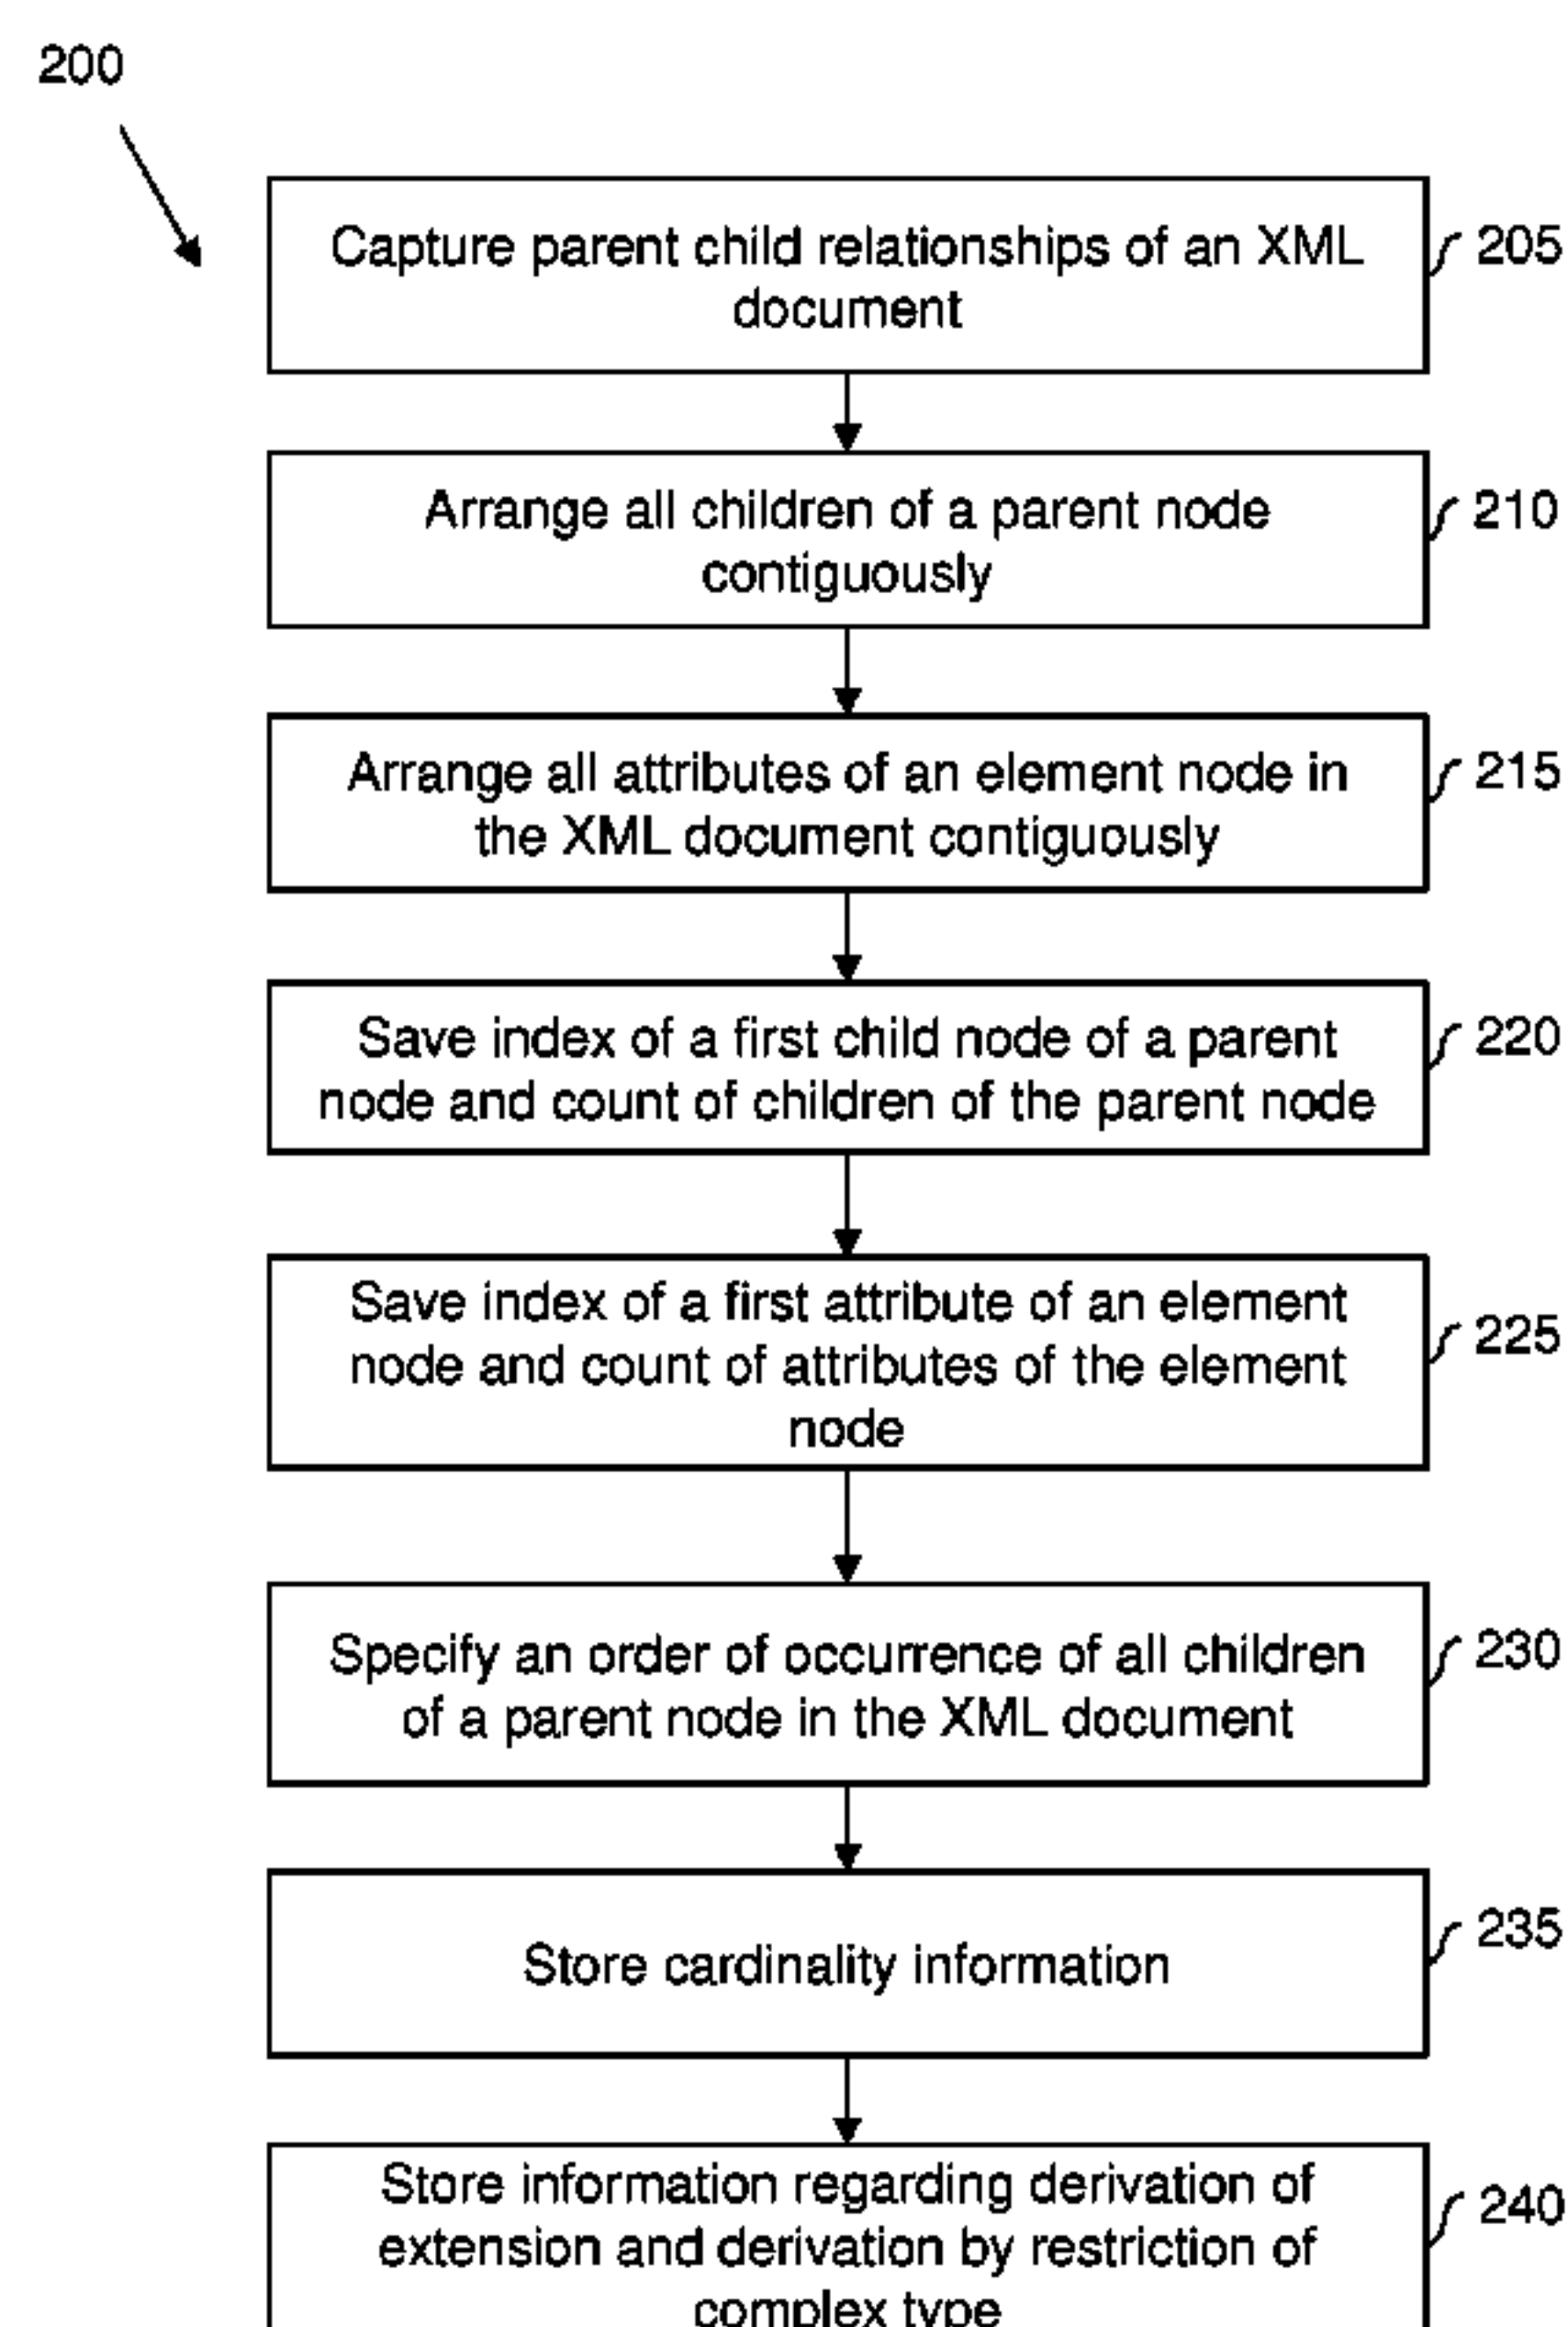 200
Capture parent child relationships of an XML
document
205
Arrange all children of a parent node
contiguously
210
Arrange all attributes of an element node in
the XML document contiguously
215
Save index of a first child node of a parent
node and count of children of the parent node
220
Save index of a first attribute of an element
node and count of attributes of the element
node
225
Specify an order of occurrence of all children
of a parent node in the XML document
230
Store cardinality information
235
Store information regarding derivation of
extension and derivation by restriction of
complex type
240